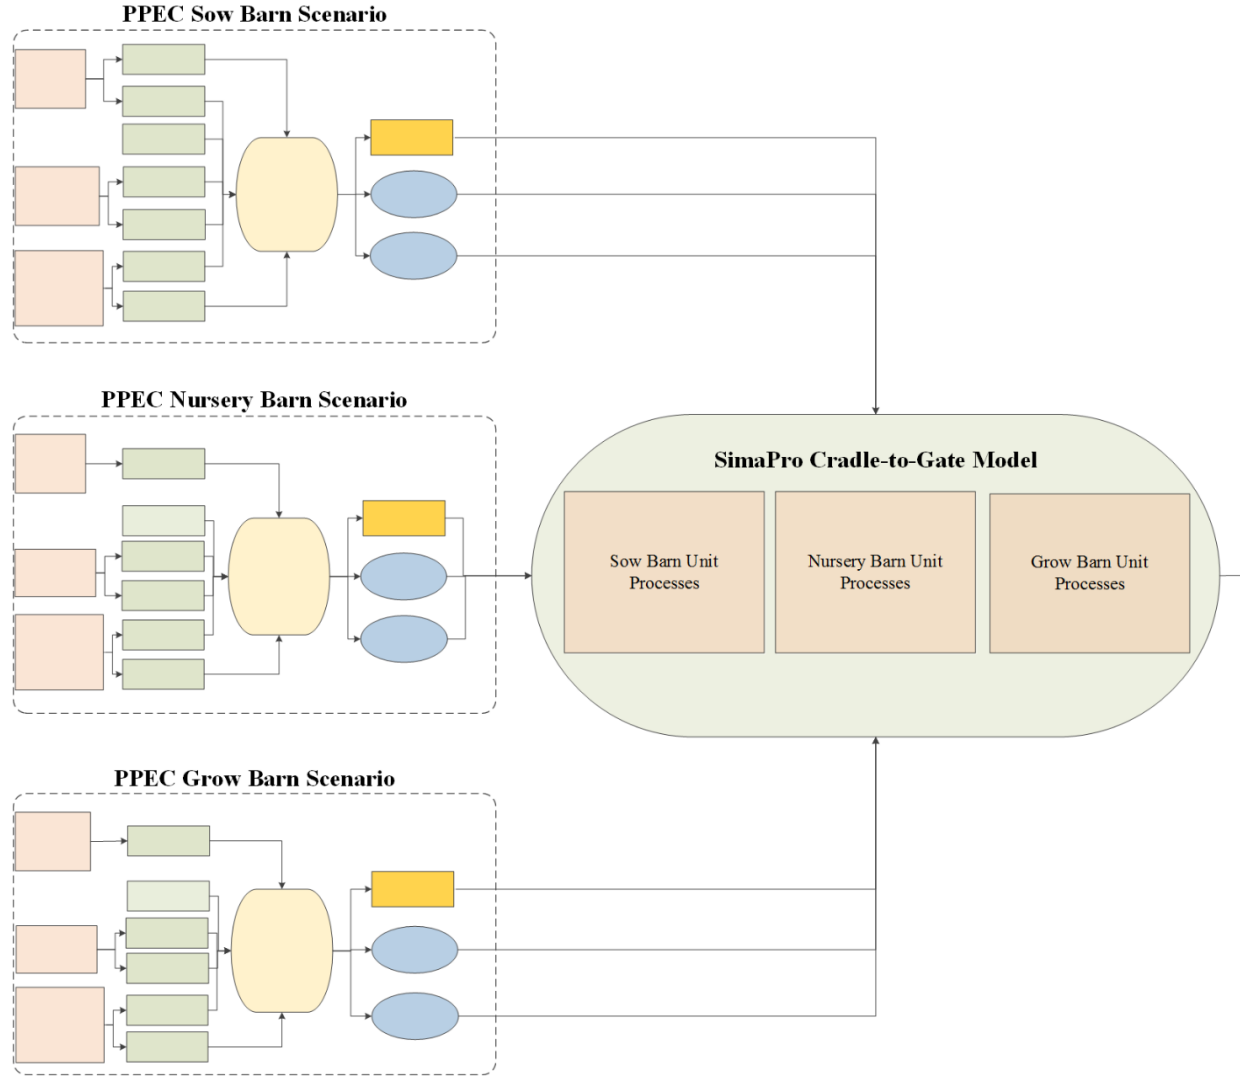 PPEC Sow Barn Scenario
PPEC Nursery Barn Scenario
SimaPro Cradle-to-Gate Model
Sow Barn Unit
Processes
Nursery Barn Unit
Processes
Grow Barn Unit
Processes
PPEC Grow Barn Scenario